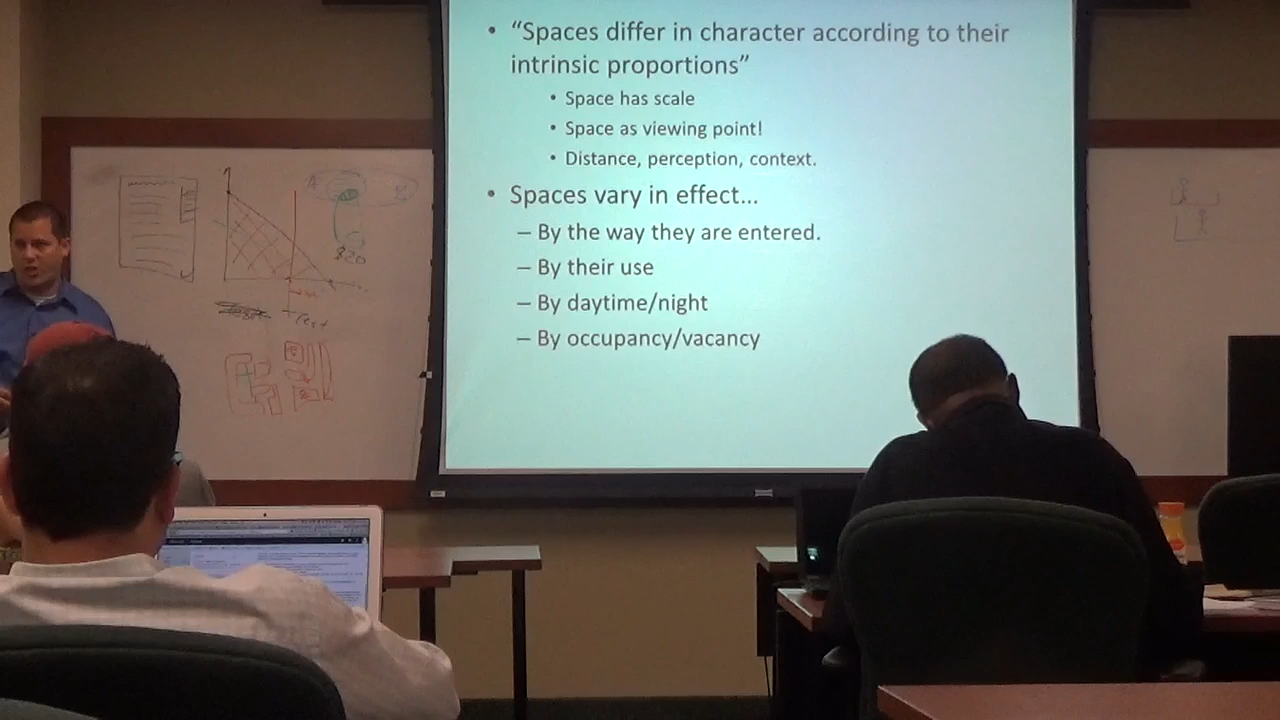 • “Spaces differ in character according to their
intrinsic proportions”
• Space has scale
• Space as viewing point!
• Distance, perception, context.
• Spaces vary in effect…
– By the way they are entered.
– By their use
– By daytime/night
– By occupancy/vacancy
$20